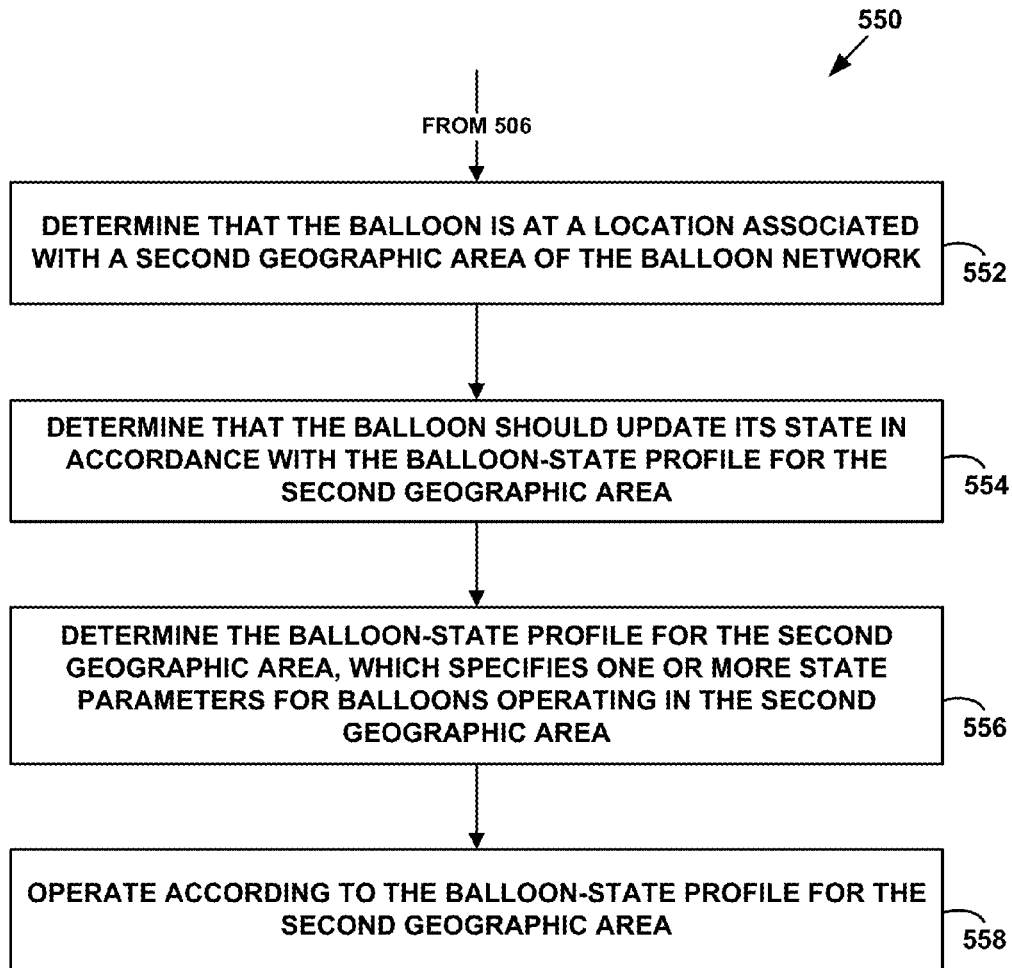 550
FROM 506
DETERMINE THAT THE BALLOON IS AT A LOCATION ASSOCIATED
WITH A SECOND GEOGRAPHIC AREA OF THE BALLOON NETWORK
552
DETERMINE THAT THE BALLOON SHOULD UPDATE ITS STATE IN
ACCORDANCE WITH THE BALLOON-STATE PROFILE FOR THE
SECOND GEOGRAPHIC AREA
554
DETERMINE THE BALLOON-STATE PROFILE FOR THE SECOND
GEOGRAPHIC AREA, WHICH SPECIFIES ONE OR MORE STATE
PARAMETERS FOR BALLOONS OPERATING IN THE SECOND
GEOGRAPHIC AREA
556
OPERATE ACCORDING TO THE BALLOON-STATE PROFILE FOR THE
SECOND GEOGRAPHIC AREA
558